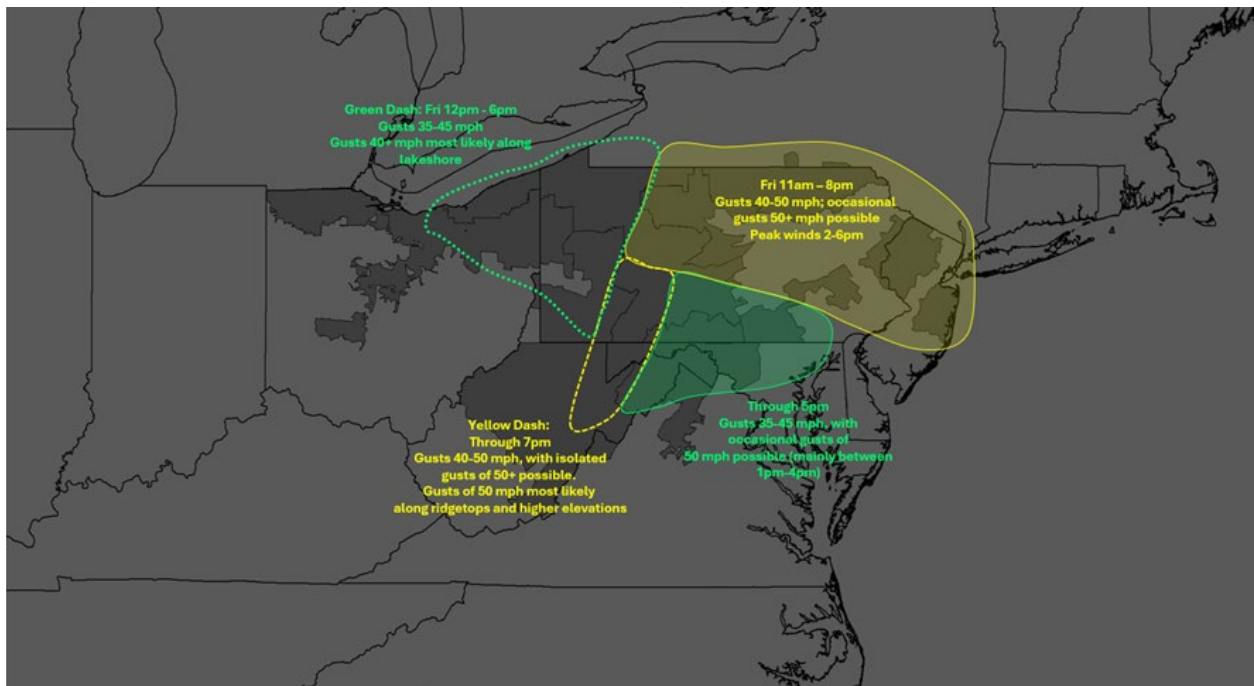 Green Dash: Fri 12pm - 6pm
Gusts 35-45 mph
Gusts 40+ mph most likely along
lakeshore
Fri 11am – 8pm
Gusts 40-50 mph; occasional
gusts 50+ mph possible
Peak winds 2-6pm
Yellow Dash:
Through 7pm
Gusts 40-50 mph, with isolated
gusts of 50+ possible.
Gusts of 50 mph most likely
along ridgetops and higher elevations
Through 5pm
Gusts 35-45 mph, with
occasional gusts of
50 mph possible (mainly between
1pm-4pm)